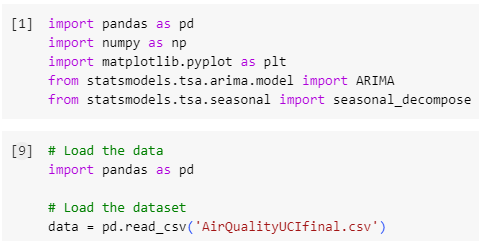 [1] import pandas as pd
import numpy as np
import matplotlib.pyplot as plt
from statsmodels.tsa.arima.model import ARIMA
from statsmodels.tsa.seasonal import seasonal_decompose
[9] # Load the data
import pandas as pd
# Load the dataset
data = pd.read_csv('AirQualityUCIfinal.csv')